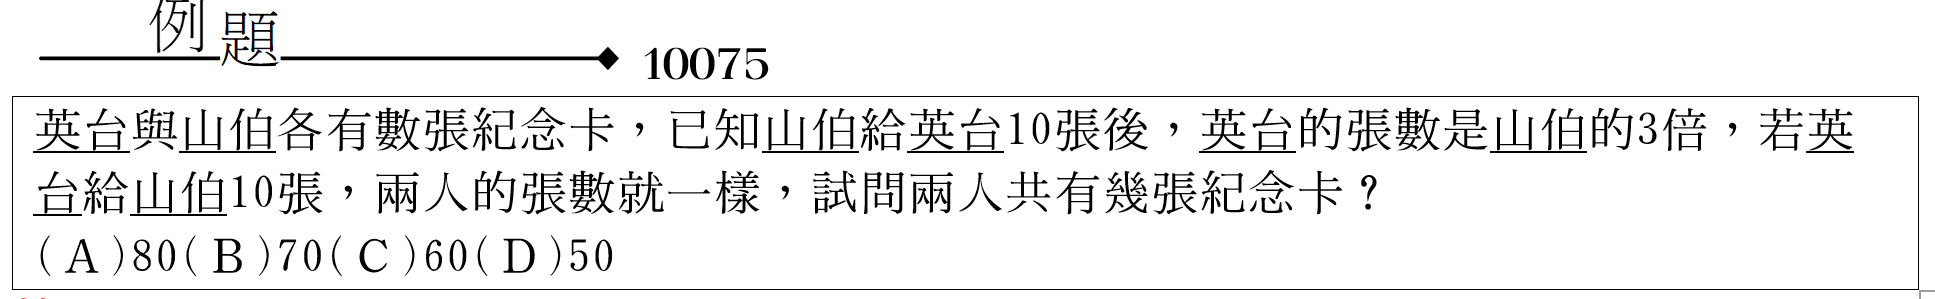 例題 10075
英台與山伯各有數張紀念卡，已知山伯給英台10張後，英台的張數是山伯的3倍，若英
台給山伯10張，兩人的張數就一樣，試問兩人共有幾張紀念卡？
(A)80(B)70(C)60(D)50